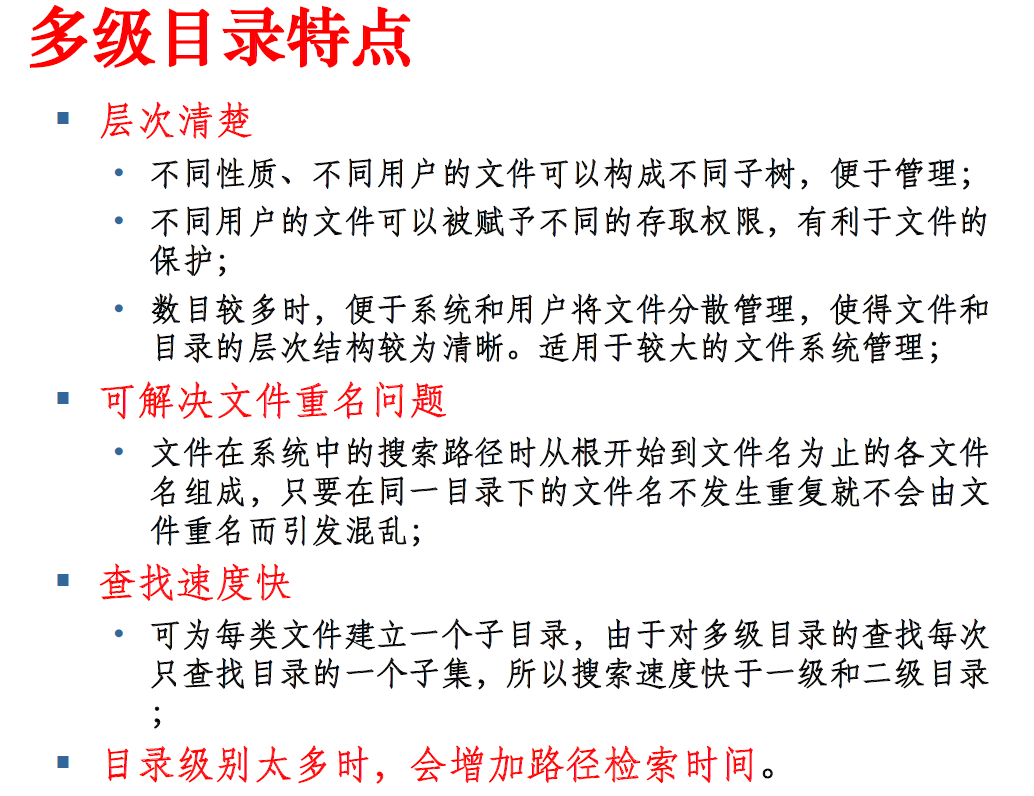 多级目录特点
层次清楚
不同性质、不同用户的文件可以构成不同子树，便于管理；
不同用户的文件可以被赋予不同的存取权限，有利于文件的
保护；
数目较多时，便于系统和用户将文件分散管理，使得文件和
目录的层次结构较为清晰。适用于较大的文件系统管理；
可解决文件重名问题
文件在系统中的搜索路径时从根开始到文件名为止的各文件
名组成，只要在同一目录下的文件名不发生重复就不会由文
件重名而引发混乱；
查找速度快
可为每类文件建立一个子目录，由于对多级目录的查找每次
只查找目录的一个子集，所以搜索速度快于一级和二级目录
；
目录级别太多时，会增加路径检索时间。